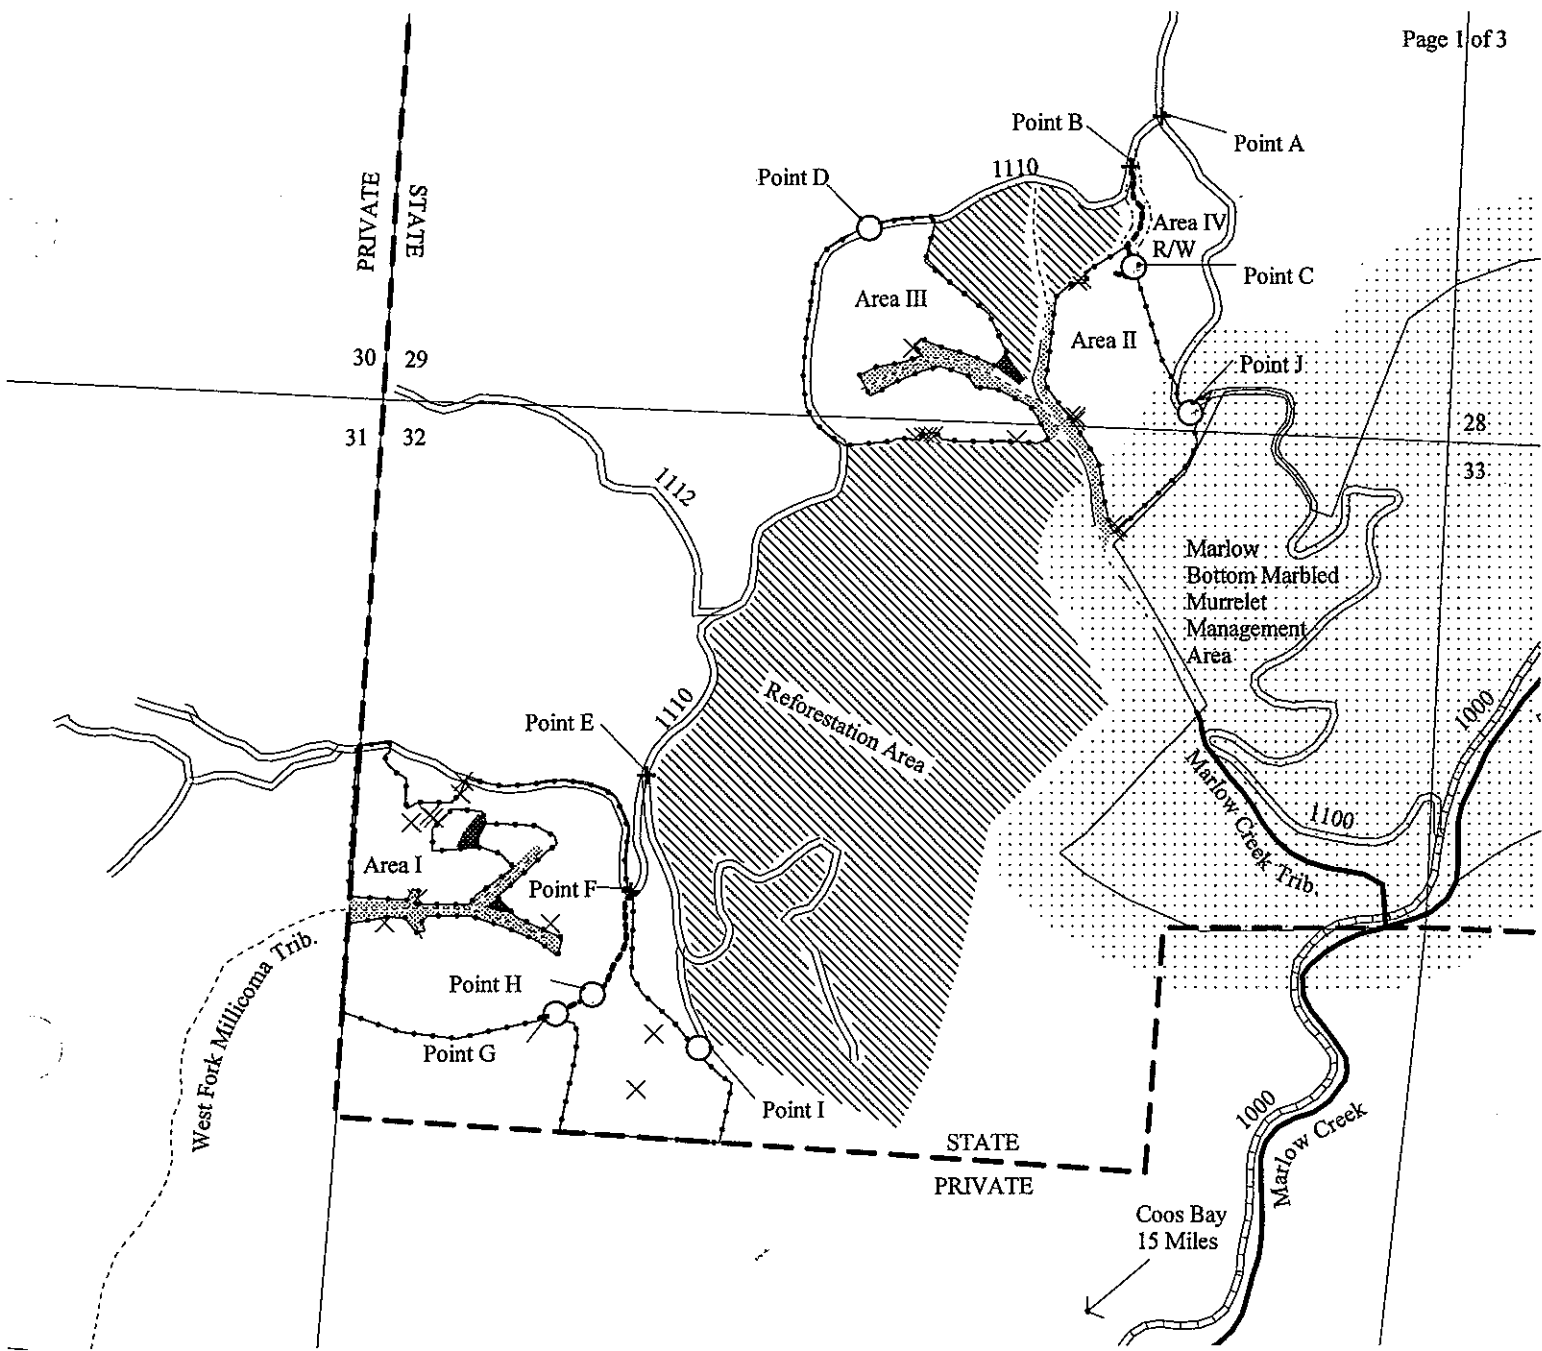 Page 1 of 3
Point B
Point A
1110
Point D
PRIVATE
STATE
Area IV
R/W
Point C
Area III
Area II
30
29
Point J
31
32
28
33
1112
Marlow
Bottom Marbled
Murrelet
Management
Area
Reforestation Area
1110
Point E
1000
Marlow Creek Trib.
1100
Area I
Point F
West Fork Millicoma Trib.
Point H
Point G
Point I
1000
Marlow Creek
STATE
PRIVATE
Coos Bay
15 Miles